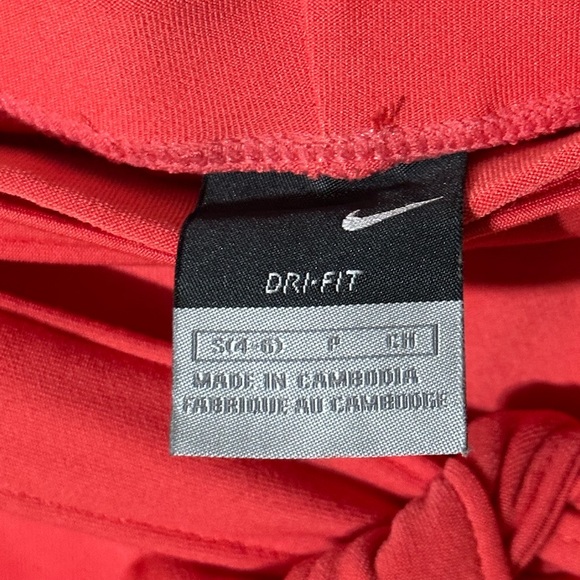 DRI-FIT
S(4-6) P CH
MADE IN CAMBODIA
FABRIQUE AU CAMBODGE